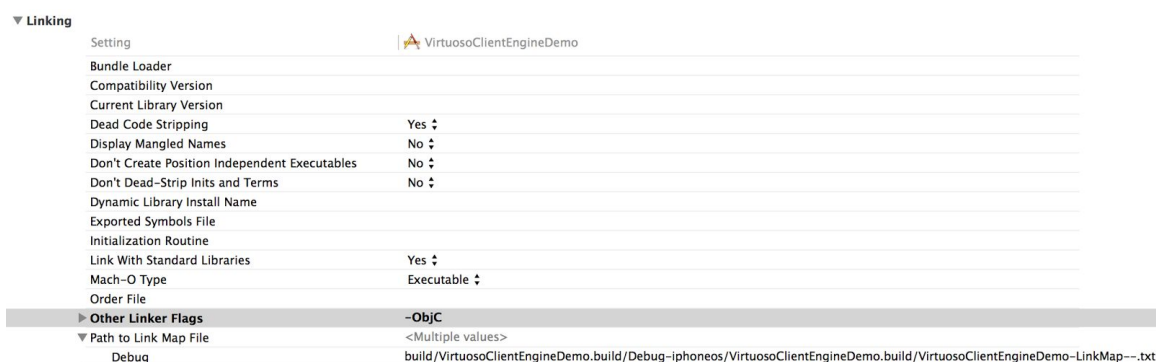 Linking
Setting VirtuosoClientEngineDemo
Bundle Loader
Compatibility Version
Current Library Version
Dead Code Stripping Yes
Display Mangled Names No
Don't Create Position Independent Executables No
Don't Dead-Strip Inits and Terms No
Dynamic Library Install Name
Exported Symbols File
Initialization Routine
Link With Standard Libraries Yes
Mach-O Type Executable
Order File
Other Linker Flags -ObjC
Path to Link Map File <Multiple values>
Debug build/VirtuosoClientEngineDemo.build/Debug-iphoneos/VirtuosoClientEngineDemo.build/VirtuosoClientEngineDemo-LinkMap--.txt